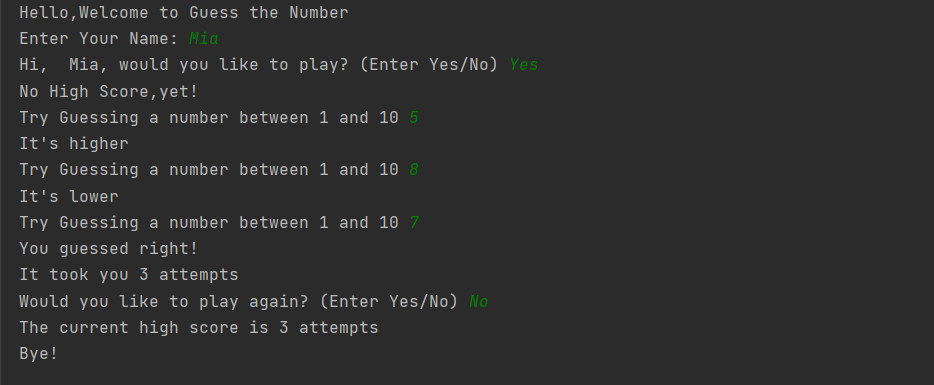 Hello,Welcome to Guess the Number
Enter Your Name: Mia
Hi,  Mia, would you like to play? (Enter Yes/No) Yes
No High Score,yet!
Try Guessing a number between 1 and 10 5
It's higher
Try Guessing a number between 1 and 10 8
It's lower
Try Guessing a number between 1 and 10 7
You guessed right!
It took you 3 attempts
Would you like to play again? (Enter Yes/No) No
The current high score is 3 attempts
Bye!